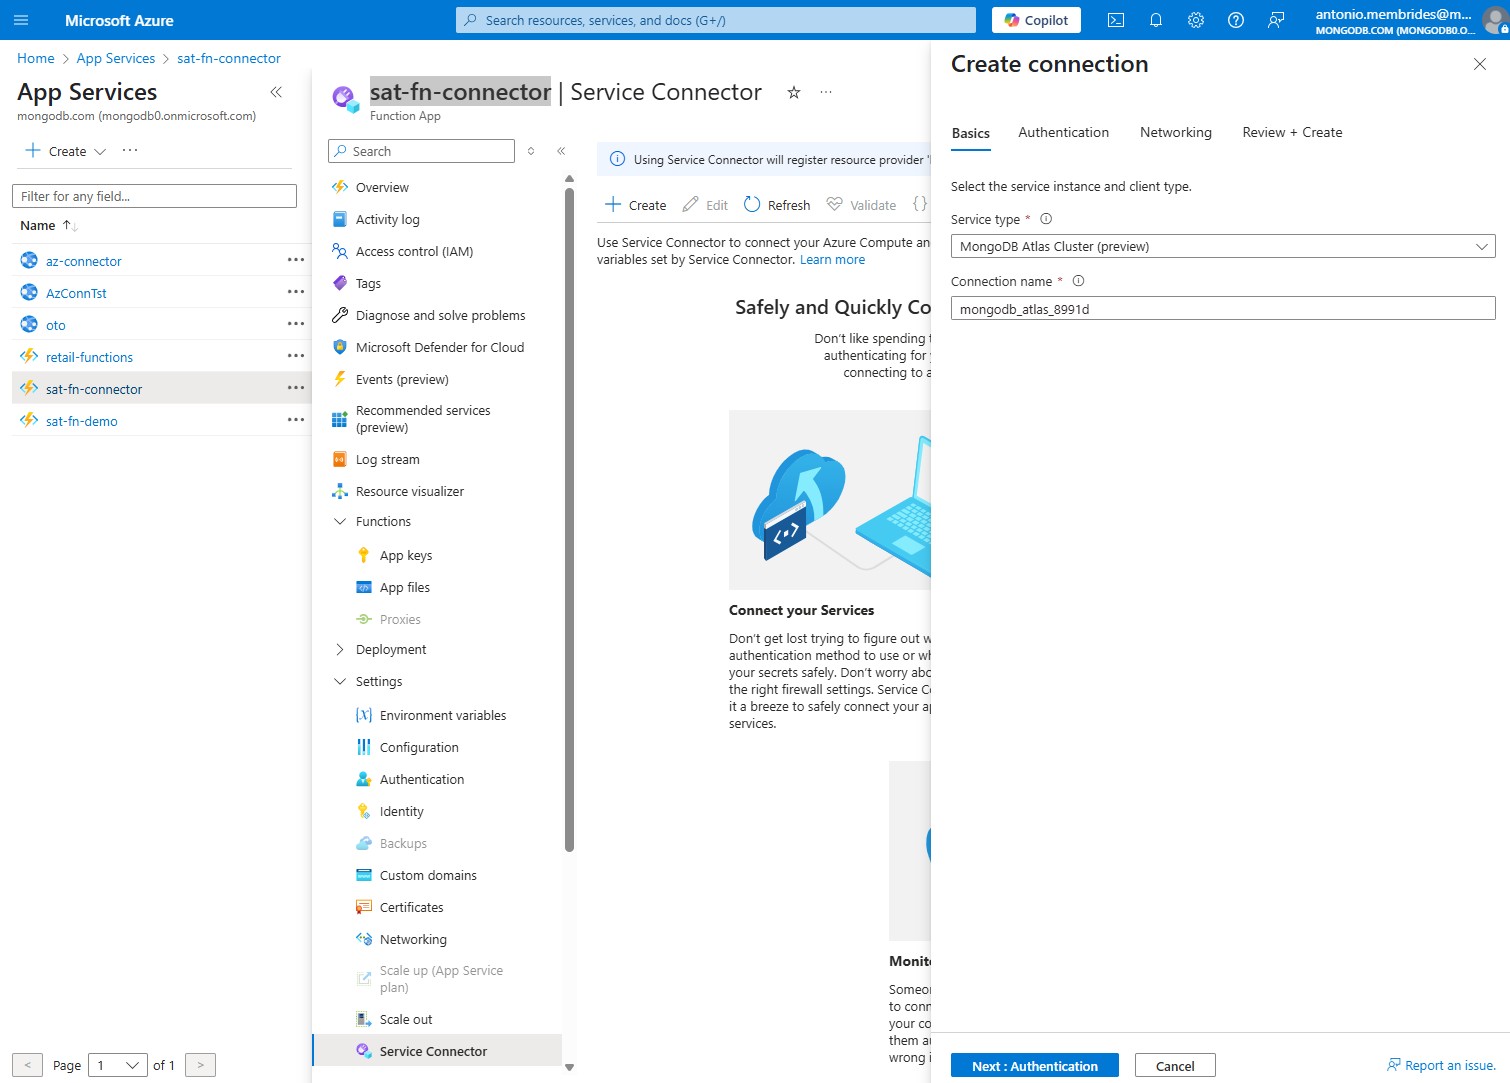 Microsoft Azure
Search resources, services, and docs (G+/)
Copilot
antonio.membrides@m...
MONGODB.COM (MONGODB0.O...
Home > App Services > sat-fn-connector
App Services
mongodb.com (mongodb0.onmicrosoft.com)
Create
Filter for any field...
Name
az-connector
AzConnTst
oto
retail-functions
sat-fn-connector
sat-fn-demo
< Page 1 of 1 >
sat-fn-connector | Service Connector
Function App
Search
Overview
Activity log
Access control (IAM)
Tags
Diagnose and solve problems
Microsoft Defender for Cloud
Events (preview)
Recommended services
(preview)
Log stream
Resource visualizer
Functions
App keys
App files
Proxies
Deployment
Settings
Environment variables
Configuration
Authentication
Identity
Backups
Custom domains
Certificates
Networking
Scale up (App Service
plan)
Scale out
Service Connector
Using Service Connector will register resource provider '
Create Edit Refresh Validate
Use Service Connector to connect your Azure Compute an
variables set by Service Connector. Learn more
Safely and Quickly Co
Don't like spending
authenticating for
connecting to a
Connect your Services
Don't get lost trying to figure out w
authentication method to use or wh
your secrets safely. Don't worry abo
the right firewall settings. Service C
it a breeze to safely connect your ap
services.
Monito
Someo
to conn
your co
them au
wrong i
Create connection
Basics Authentication Networking Review + Create
Select the service instance and client type.
Service type *
MongoDB Atlas Cluster (preview)
Connection name *
mongodb_atlas_8991d
Next : Authentication
Cancel
Report an issue.